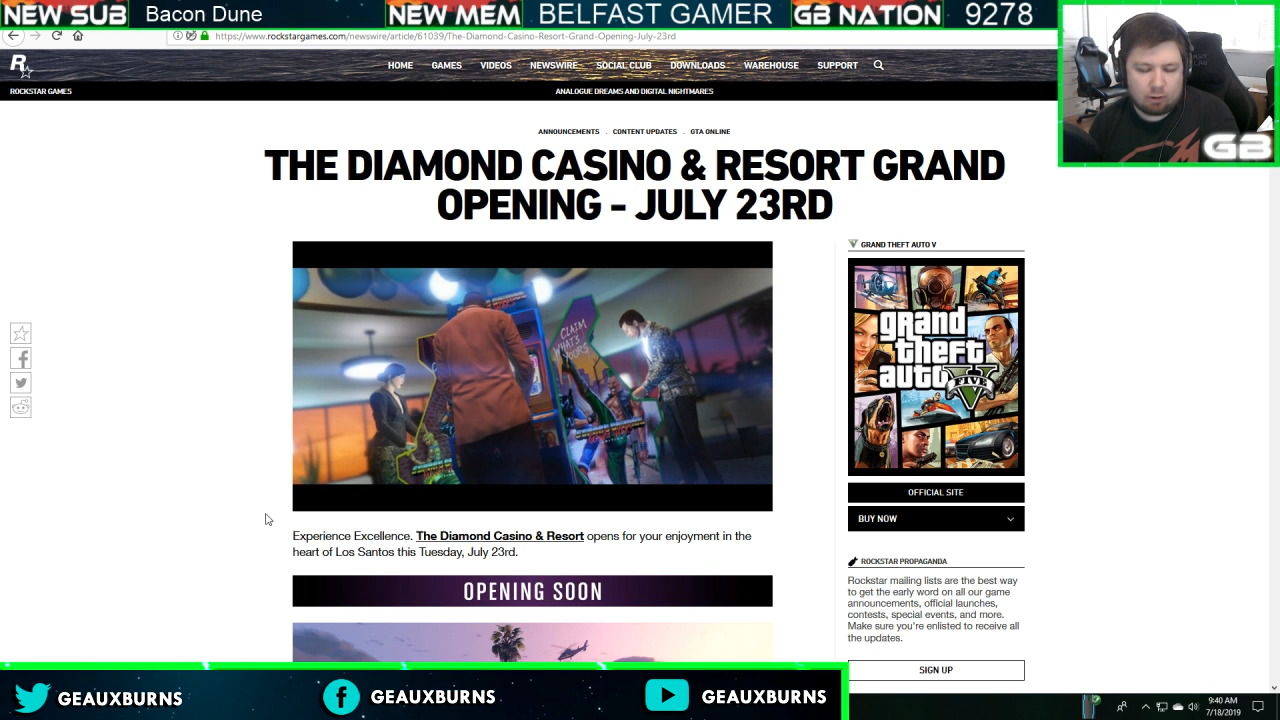 NEW SUB Bacon Dune NEW MEM BELFAST GAMER GB NATION 9278
https://www.rockstargames.com/newswire/article/61039/The-Diamond-Casino-Resort-Grand-Opening-July-23rd
R
HOME GAMES VIDEOS NEWSWIRE SOCIAL CLUB DOWNLOADS WAREHOUSE SUPPORT
ROCKSTAR GAMES ANALOGUE DREAMS AND DIGITAL NIGHTMARES
GB
ANNOUNCEMENTS . CONTENT UPDATES . GTA ONLINE
THE DIAMOND CASINO & RESORT GRAND
OPENING - JULY 23RD
CLAIM
WHAT'S
YOURS
Experience Excellence. The Diamond Casino & Resort opens for your enjoyment in the
heart of Los Santos this Tuesday, July 23rd.
OPENING SOON
GRAND THEFT AUTO V
grand
theft
auto V
FIVE
OFFICIAL SITE
BUY NOW
ROCKSTAR PROPAGANDA
Rockstar mailing lists are the best way
to get the early word on all our game
announcements, official launches,
contests, special events, and more.
Make sure you're enlisted to receive all
the updates.
SIGN UP
GEAUXBURNS GEAUXBURNS GEAUXBURNS
9:40 AM
7/18/2019